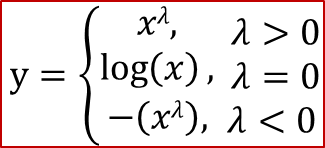 x^λ, λ > 0
y = { log(x) , λ = 0
−(x^λ), λ < 0